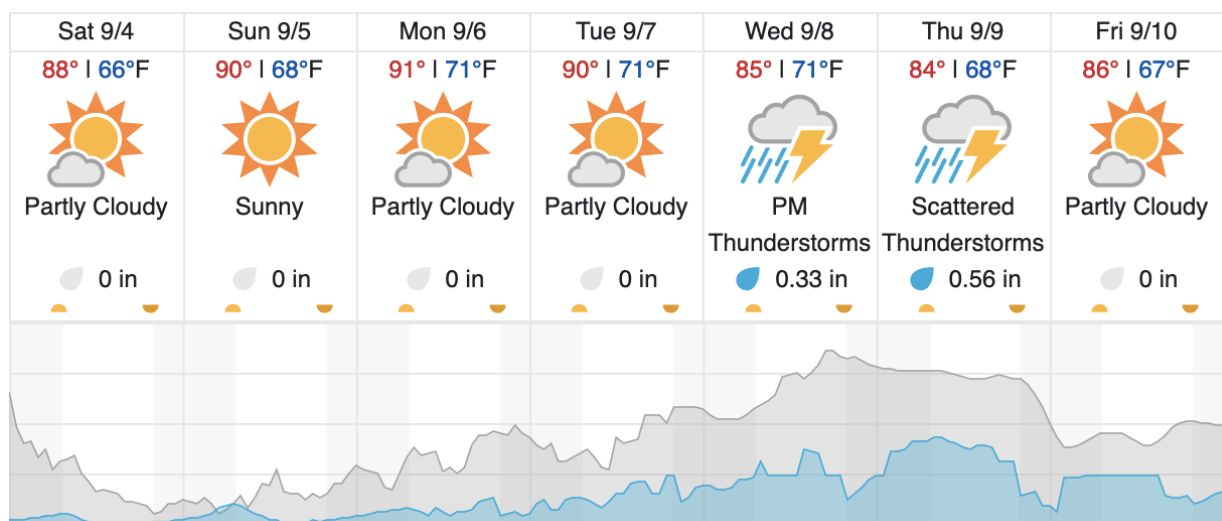 Sat 9/4 Sun 9/5 Mon 9/6 Tue 9/7 Wed 9/8 Thu 9/9 Fri 9/10
88° | 66°F 90° | 68°F 91° | 71°F 90° | 71°F 85° | 71°F 84° | 68°F 86° | 67°F
Partly Cloudy Sunny Partly Cloudy Partly Cloudy PM Scattered Partly Cloudy
Thunderstorms Thunderstorms
0 in 0 in 0 in 0 in 0.33 in 0.56 in 0 in